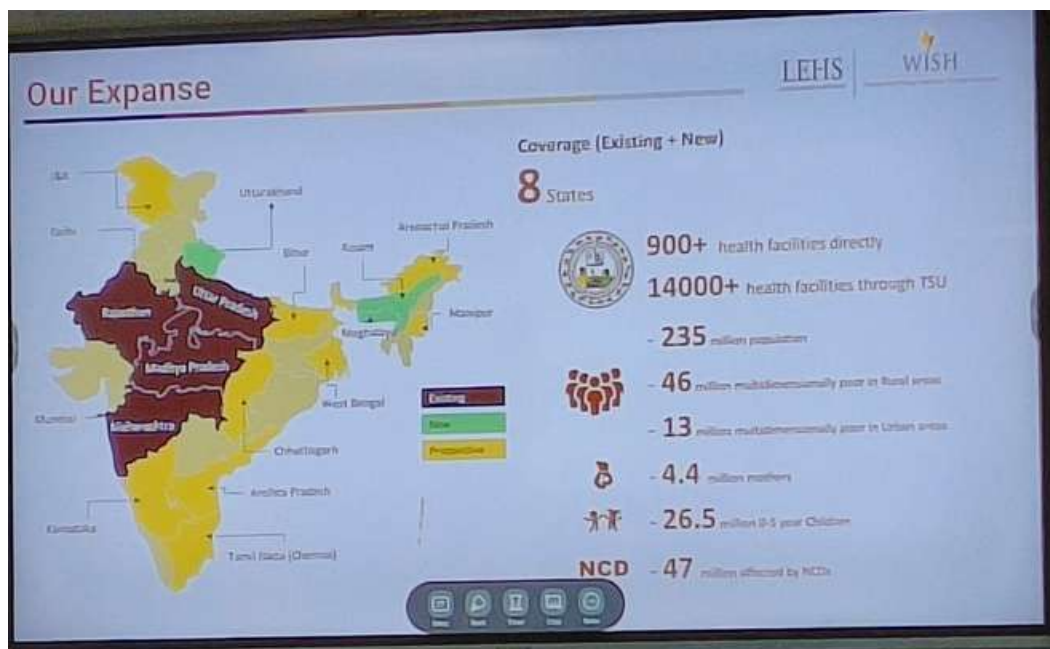 Our Expanse
LEHS
WISH
Coverage (Existing + New)
8 States
900+ health facilities directly
14000+ health facilities through TSU
- 235 million population
- 46 million multidimensionally poor in Rural areas
- 13 million multidimensionally poor in Urban areas
- 4.4 million mothers
- 26.5 million 0-5 year Children
NCD - 47 million affected by NCDs
J&K
Uttarakhand
Delhi
Bihar
Assam
Arunachal Pradesh
Rajasthan
Uttar Pradesh
Meghalaya
Manipur
Madhya Pradesh
Mumbai
Maharashtra
West Bengal
Existing
New
Prospective
Chhattisgarh
Andhra Pradesh
Karnataka
Tamil Nadu (Chennai)